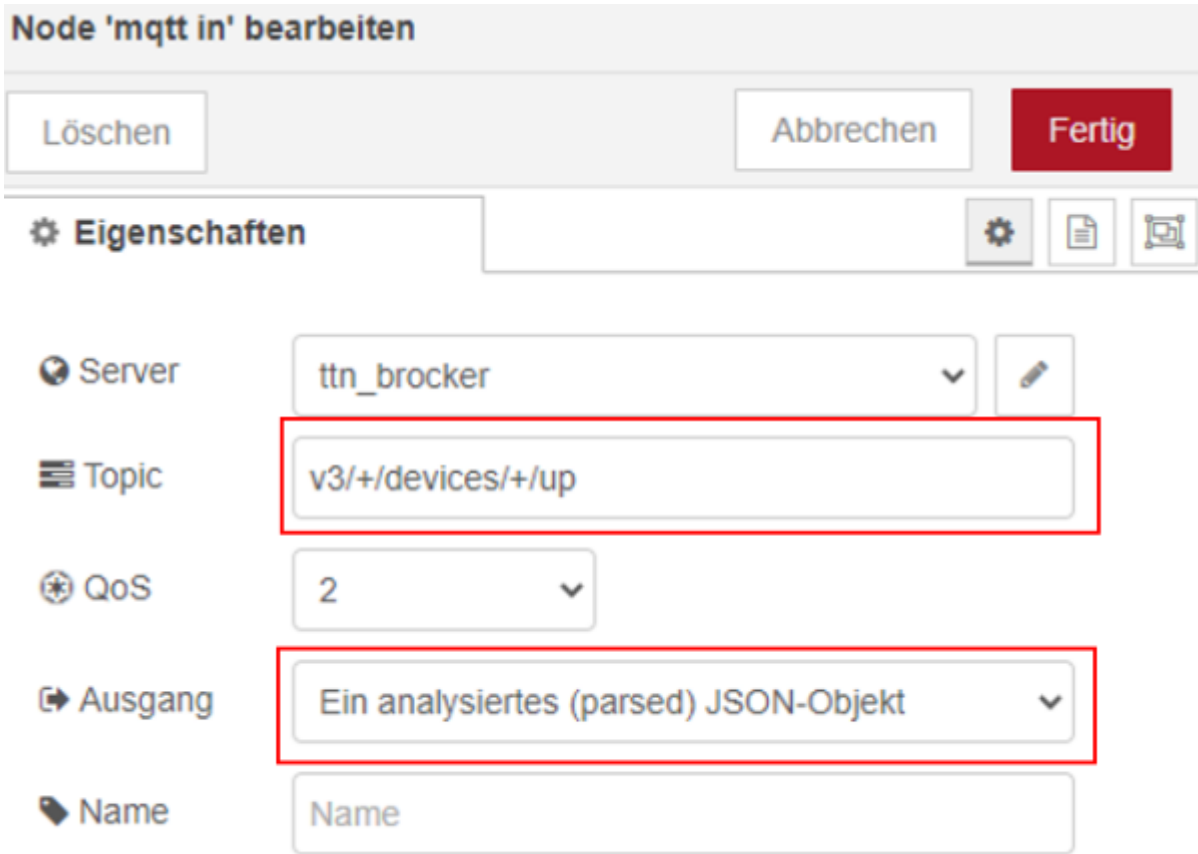 Node 'mqtt in' bearbeiten
Löschen Abbrechen Fertig
Eigenschaften
Server ttn_brocker
Topic v3/+/devices/+/up
QoS 2
Ausgang Ein analysiertes (parsed) JSON-Objekt
Name Name